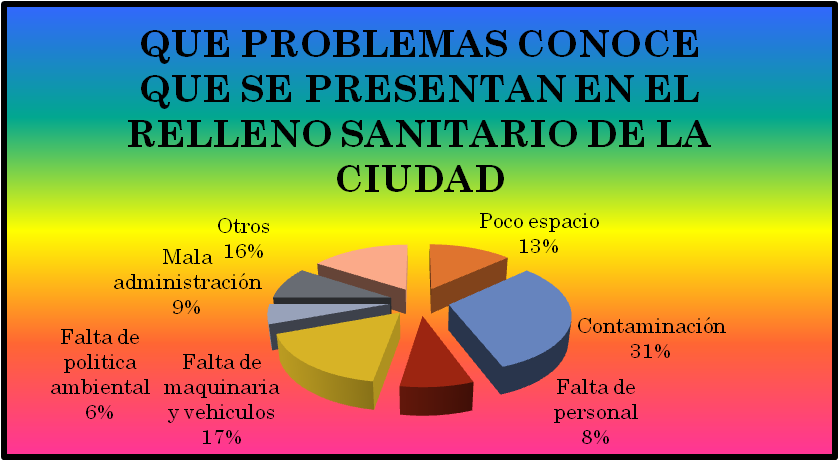 QUE PROBLEMAS CONOCE
QUE SE PRESENTAN EN EL
RELLENO SANITARIO DE LA
CIUDAD
Otros
16%
Poco espacio
13%
Mala
administración
9%
Contaminación
31%
Falta de
politica
ambiental
6%
Falta de
maquinaria
y vehiculos
17%
Falta de
personal
8%